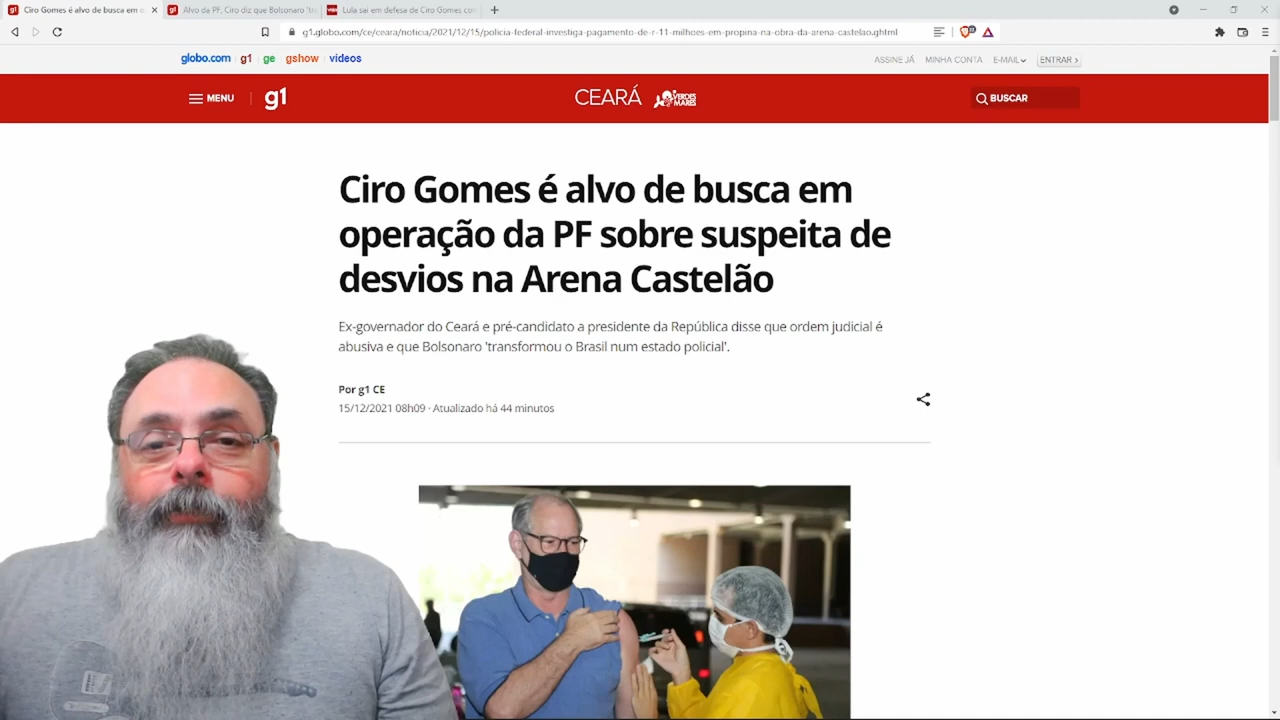 Ciro Gomes é alvo de busca em o
Alvo da PF, Ciro diz que Bolsonaro 'tr
Lula sai em defesa de Ciro Gomes co
g1.globo.com/ce/ceara/noticia/2021/12/15/policia-federal-investiga-pagamento-de-r-11-milhoes-em-propina-na-obra-da-arena-castelao.ghtml
globo.com g1 ge gshow vídeos
ASSINE JÁ MINHA CONTA E-MAIL ENTRAR
MENU g1 CEARÁ VERDES MARES BUSCAR
Ciro Gomes é alvo de busca em
operação da PF sobre suspeita de
desvios na Arena Castelão
Ex-governador do Ceará e pré-candidato a presidente da República disse que ordem judicial é
abusiva e que Bolsonaro 'transformou o Brasil num estado policial'.
Por g1 CE
15/12/2021 08h09 · Atualizado há 44 minutos